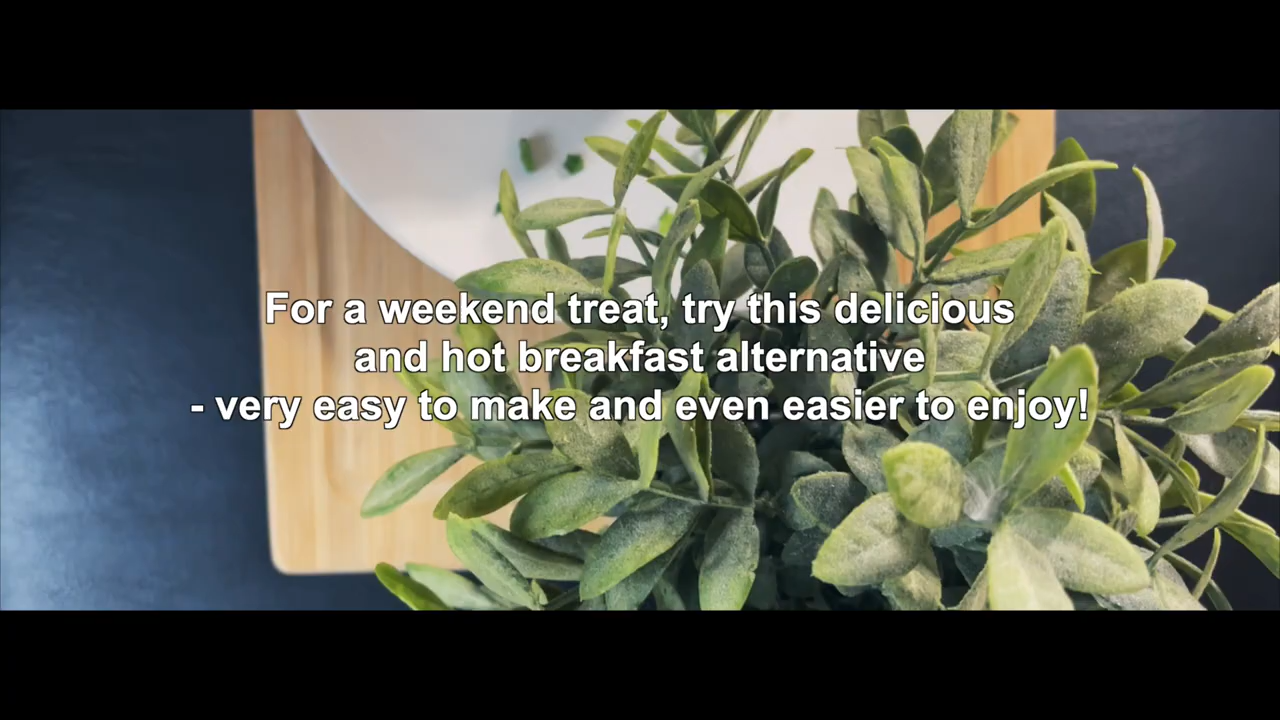 For a weekend treat, try this delicious
and hot breakfast alternative
- very easy to make and even easier to enjoy!